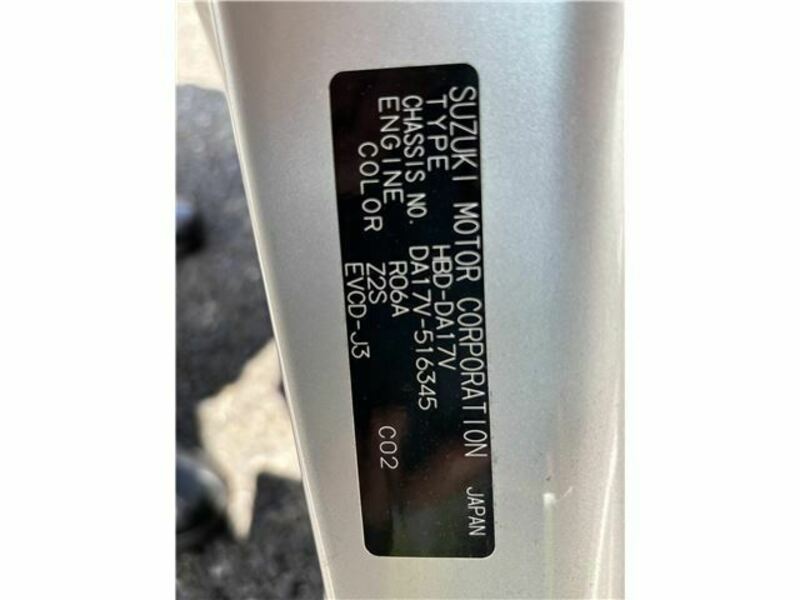 SUZUKI MOTOR CORPORATION JAPAN
TYPE HBD-DA17V
CHASSIS NO. DA17V-516345
ENGINE R06A
COLOR Z2S C02
EVCD-J3